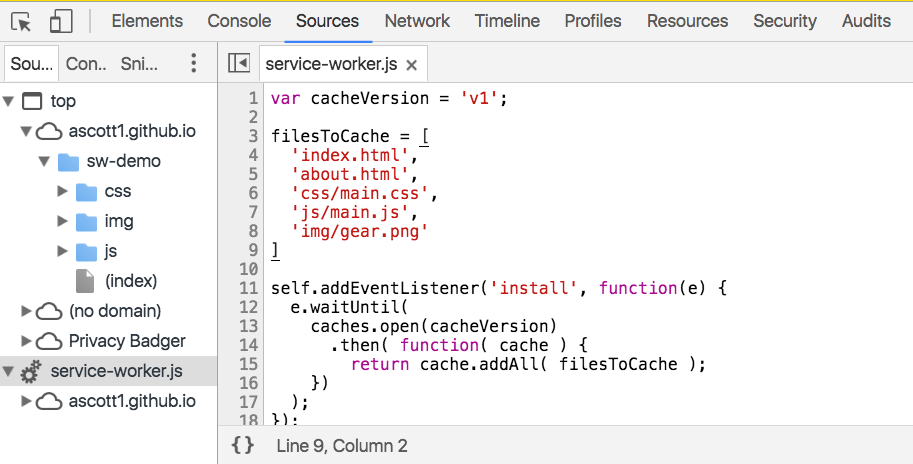 Elements Console Sources Network Timeline Profiles Resources Security Audits
Sou... Con.. Sni...
service-worker.js ×
top
ascott1.github.io
sw-demo
css
img
js
(index)
(no domain)
Privacy Badger
service-worker.js
ascott1.github.io
1 var cacheVersion = 'v1';
2
3 filesToCache = [
4   'index.html',
5   'about.html',
6   'css/main.css',
7   'js/main.js',
8   'img/gear.png'
9 ]
10
11 self.addEventListener('install', function(e) {
12   e.waitUntil(
13     caches.open(cacheVersion)
14       .then( function( cache ) {
15         return cache.addAll( filesToCache );
16     })
17   );
18 });
{} Line 9, Column 2